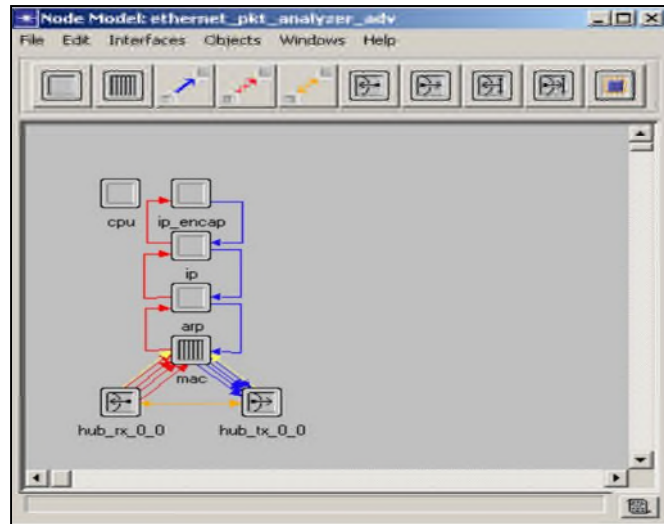 Node Model: ethernet_pkt_analyzer_adv
File Edit Interfaces Objects Windows Help
cpu ip_encap
ip
arp
mac
hub_rx_0_0 hub_tx_0_0